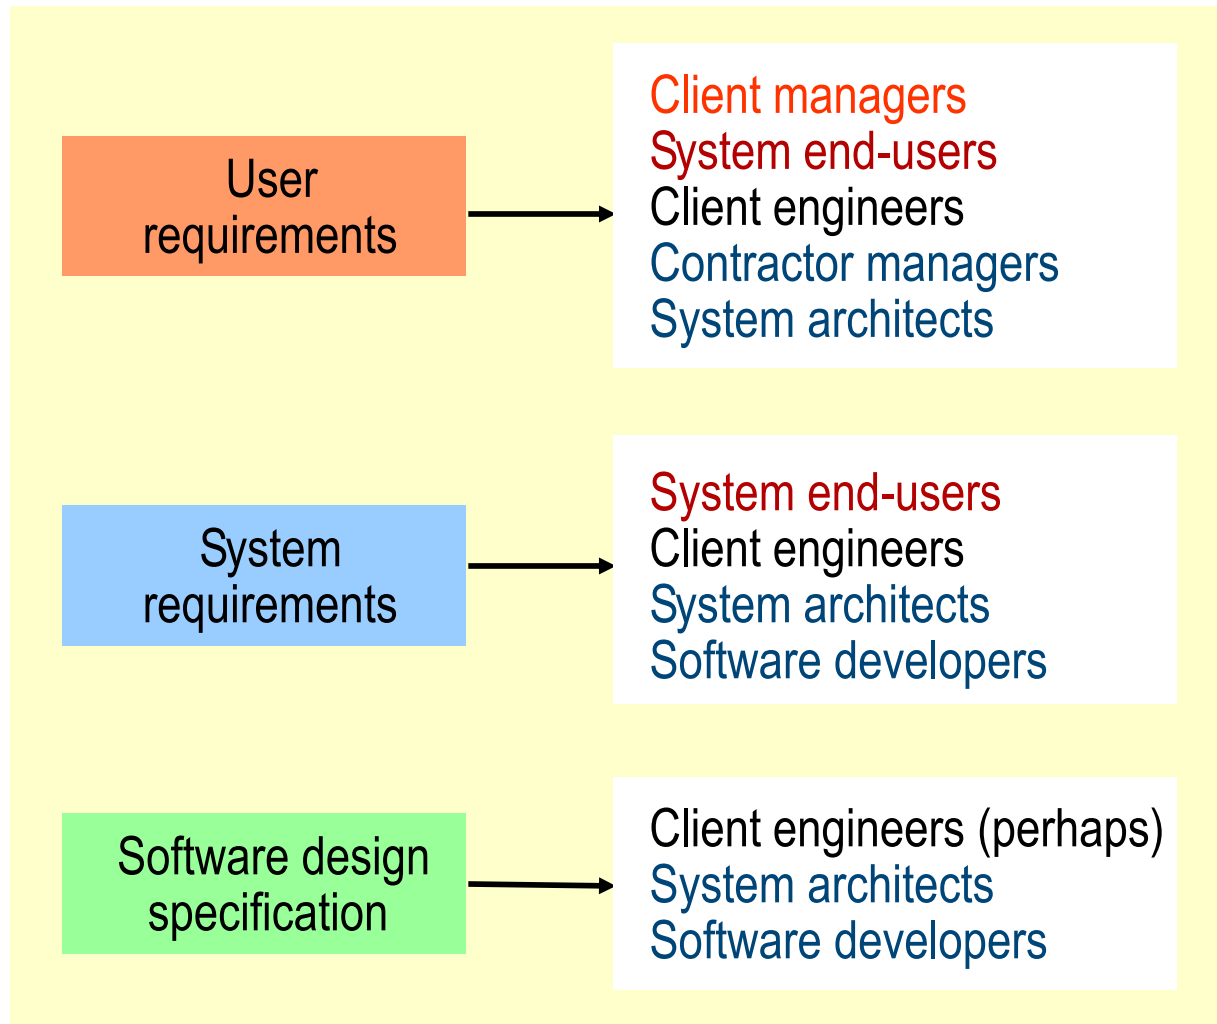 User
requirements
Client managers
System end-users
Client engineers
Contractor managers
System architects
System
requirements
System end-users
Client engineers
System architects
Software developers
Software design
specification
Client engineers (perhaps)
System architects
Software developers